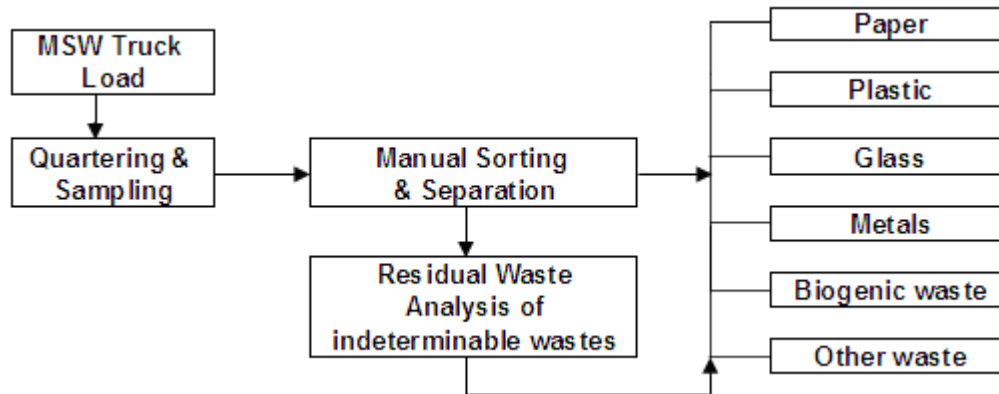 MSW Truck
Load
Quartering &
Sampling
Manual Sorting
& Separation
Residual Waste
Analysis of
indeterminable wastes
Paper
Plastic
Glass
Metals
Biogenic waste
Other waste